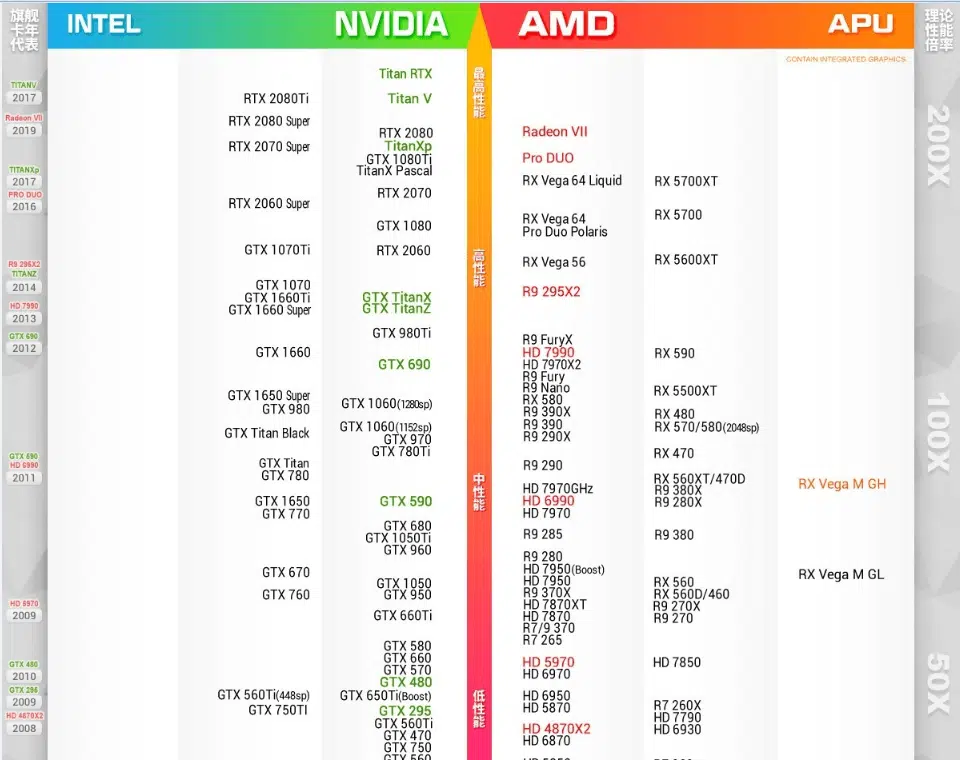 旗舰
卡年
代表
INTEL
NVIDIA
AMD
APU
理论
性能
倍率
CONTAIN INTEGRATED GRAPHICS
TITANV
2017
Radeon VII
2019
TITANXp
2017
PRO DUO
2016
R9 295X2
TITANZ
2014
HD 7990
2013
GTX 690
2012
GTX 590
HD 6990
2011
HD 5970
2009
GTX 480
2010
GTX 295
2009
HD 4870X2
2008
RTX 2080Ti
RTX 2080 Super
RTX 2070 Super
RTX 2060 Super
GTX 1070Ti
GTX 1070
GTX 1660Ti
GTX 1660 Super
GTX 1660
GTX 1650 Super
GTX 980
GTX Titan Black
GTX Titan
GTX 780
GTX 1650
GTX 770
GTX 670
GTX 760
GTX 560Ti(448sp)
GTX 750TI
Titan RTX
Titan V
RTX 2080
TitanXp
GTX 1080Ti
TitanX Pascal
RTX 2070
GTX 1080
RTX 2060
GTX TitanX
GTX TitanZ
GTX 980Ti
GTX 690
GTX 1060(1280sp)
GTX 1060(1152sp)
GTX 970
GTX 780Ti
GTX 590
GTX 680
GTX 1050Ti
GTX 960
GTX 1050
GTX 950
GTX 660Ti
GTX 580
GTX 660
GTX 570
GTX 480
GTX 650Ti(Boost)
GTX 295
GTX 560Ti
GTX 470
GTX 750
GTX 560
最高性能
高性能
中性能
低性能
Radeon VII
Pro DUO
RX Vega 64 Liquid
RX Vega 64
Pro Duo Polaris
RX Vega 56
R9 295X2
R9 FuryX
HD 7990
HD 7970X2
R9 Fury
R9 Nano
RX 580
R9 390X
R9 390
R9 290X
R9 290
HD 7970GHz
HD 6990
HD 7970
R9 285
R9 280
HD 7950(Boost)
HD 7950
R9 370X
HD 7870XT
HD 7870
R7/9 370
R7 265
HD 5970
HD 6970
HD 6950
HD 5870
HD 4870X2
HD 6870
RX 5700XT
RX 5700
RX 5600XT
RX 590
RX 5500XT
RX 480
RX 570/580(2048sp)
RX 470
RX 560XT/470D
R9 380X
R9 280X
R9 380
RX 560
RX 560D/460
R9 270X
R9 270
HD 7850
R7 260X
HD 7790
HD 6930
RX Vega M GH
RX Vega M GL
200X
100X
50X